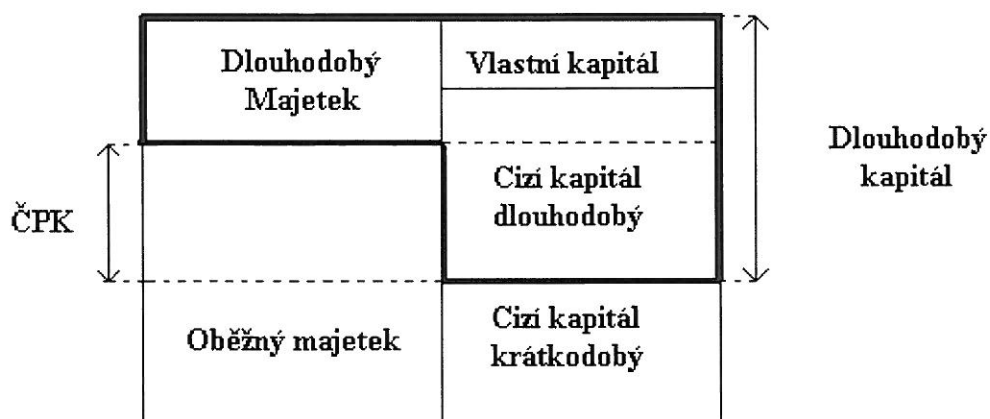 Dlouhodobý
Majetek
Vlastní kapitál
Dlouhodobý
kapitál
Cizí kapitál
dlouhodobý
ČPK
Oběžný majetek
Cizí kapitál
krátkodobý